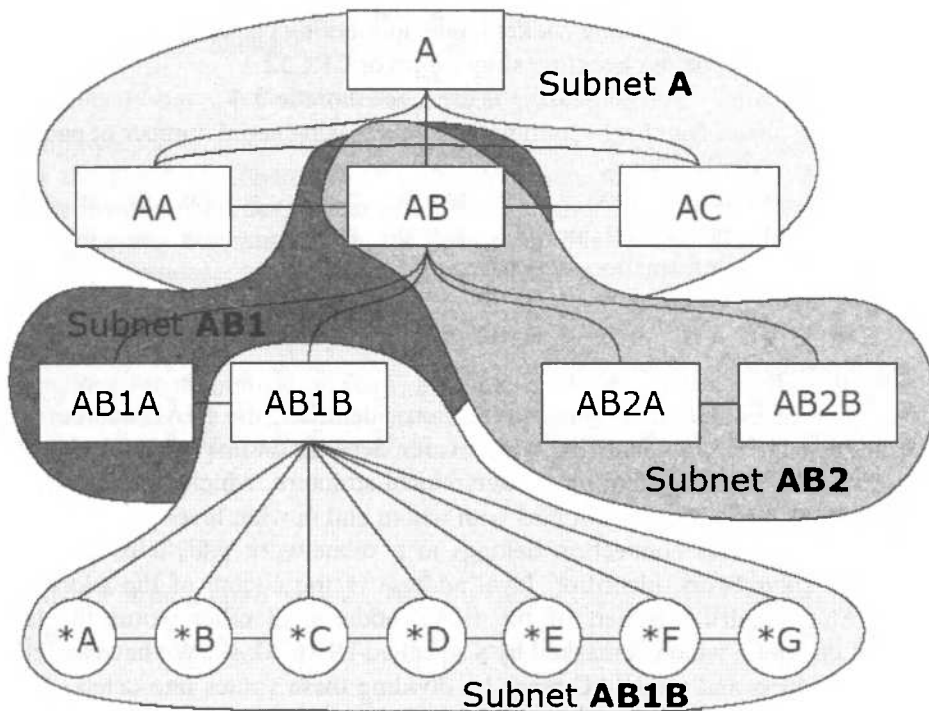 A
Subnet A
AA
AB
AC
Subnet AB1
AB1A
AB1B
AB2A
AB2B
Subnet AB2
*A
*B
*C
*D
*E
*F
*G
Subnet AB1B